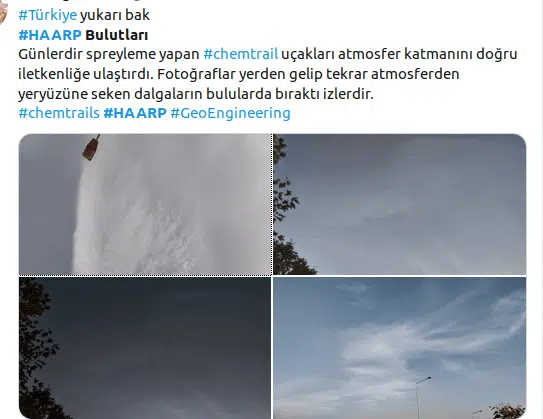 #Türkiye yukarı bak
#HAARP Bulutları
Günlerdir spreyleme yapan #chemtrail uçakları atmosfer katmanını doğru
iletkenliğe ulaştırdı. Fotoğraflar yerden gelip tekrar atmosferden
yeryüzüne seken dalgaların bulularda bıraktı izlerdir.
#chemtrails #HAARP #GeoEngineering